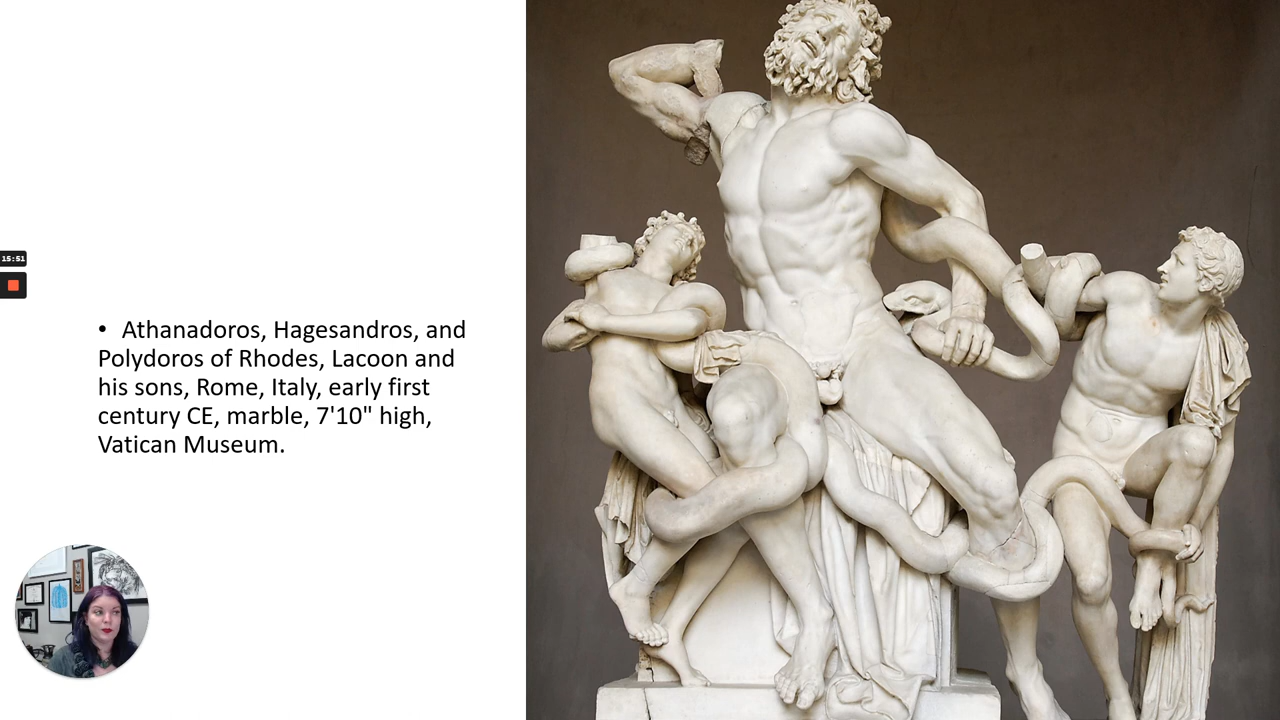 15:51
• Athanadoros, Hagesandros, and
Polydoros of Rhodes, Lacoon and
his sons, Rome, Italy, early first
century CE, marble, 7'10" high,
Vatican Museum.